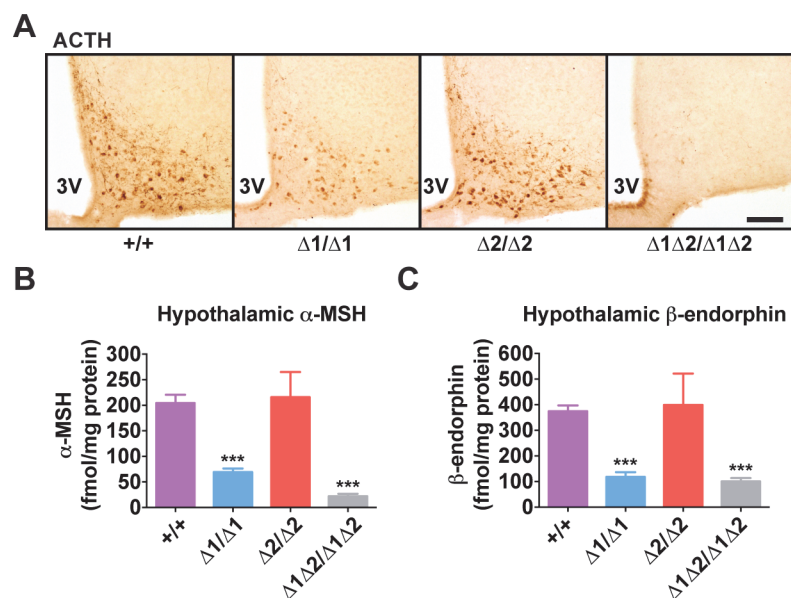 A
ACTH
3V
3V
3V
3V
+/+
Δ1/Δ1
Δ2/Δ2
Δ1Δ2/Δ1Δ2
B
Hypothalamic α-MSH
α-MSH
(fmol/mg protein)
300
250
200
150
100
50
0
***
***
+/+
Δ1/Δ1
Δ2/Δ2
Δ1Δ2/Δ1Δ2
C
Hypothalamic β-endorphin
β-endorphin
(fmol/mg protein)
600
500
400
300
200
100
0
***
***
+/+
Δ1/Δ1
Δ2/Δ2
Δ1Δ2/Δ1Δ2